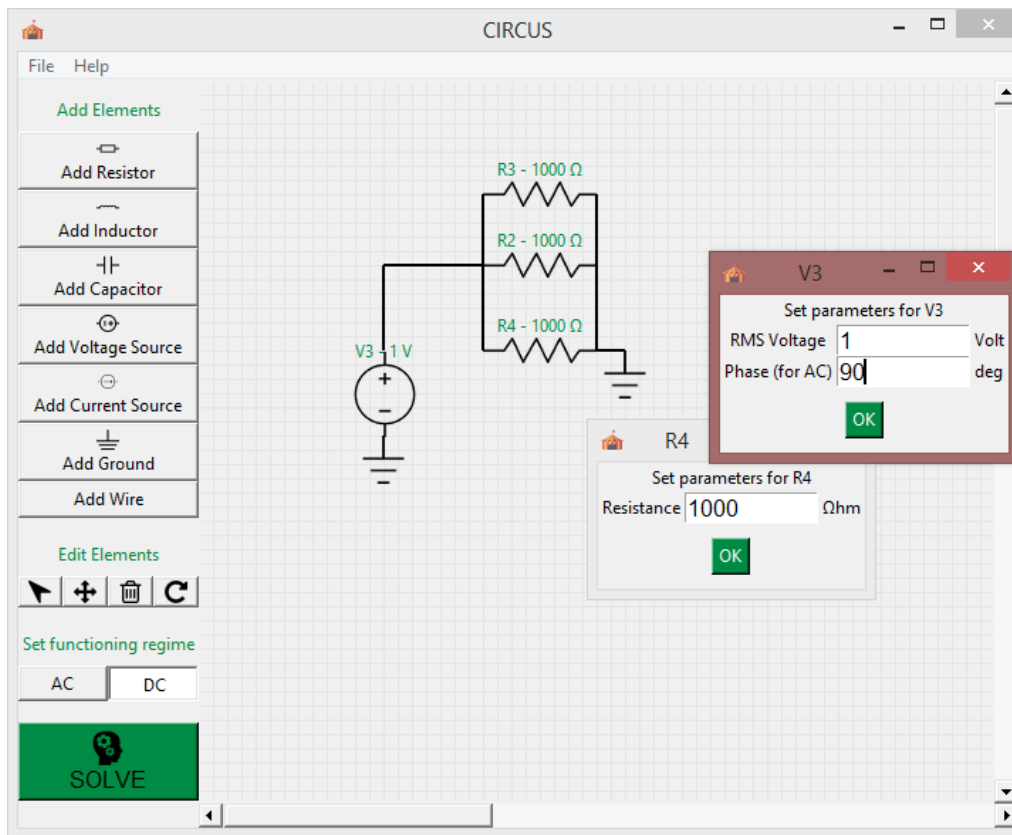 CIRCUS
File Help
Add Elements
Add Resistor
Add Inductor
Add Capacitor
Add Voltage Source
Add Current Source
Add Ground
Add Wire
Edit Elements
Set functioning regime
AC DC
SOLVE
R3 - 1000 Ω
R2 - 1000 Ω
R4 - 1000 Ω
V3 - 1 V
V3
Set parameters for V3
RMS Voltage 1 Volt
Phase (for AC) 90 deg
OK
R4
Set parameters for R4
Resistance 1000 Ωhm
OK